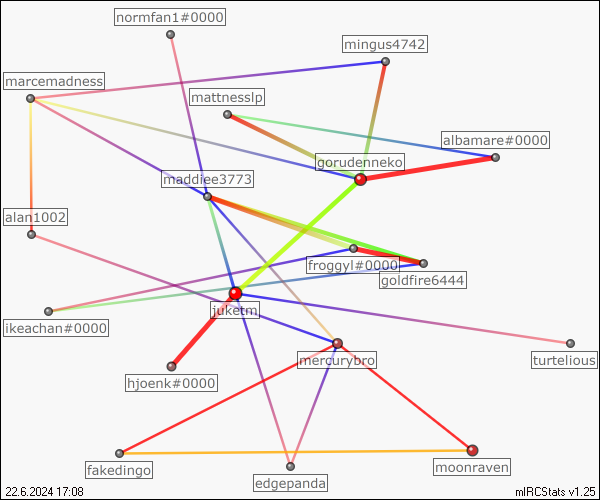 normfan1#0000
mingus4742
marcemadness
mattnesslp
albamare#0000
gorudenneko
maddiee3773
alan1002
froggyl#0000
goldfire6444
juketm
ikeachan#0000
mercurybro
turtelious
hjoenk#0000
fakedingo
moonraven
edgepanda
22.6.2024 17:08
mIRCStats v1.25